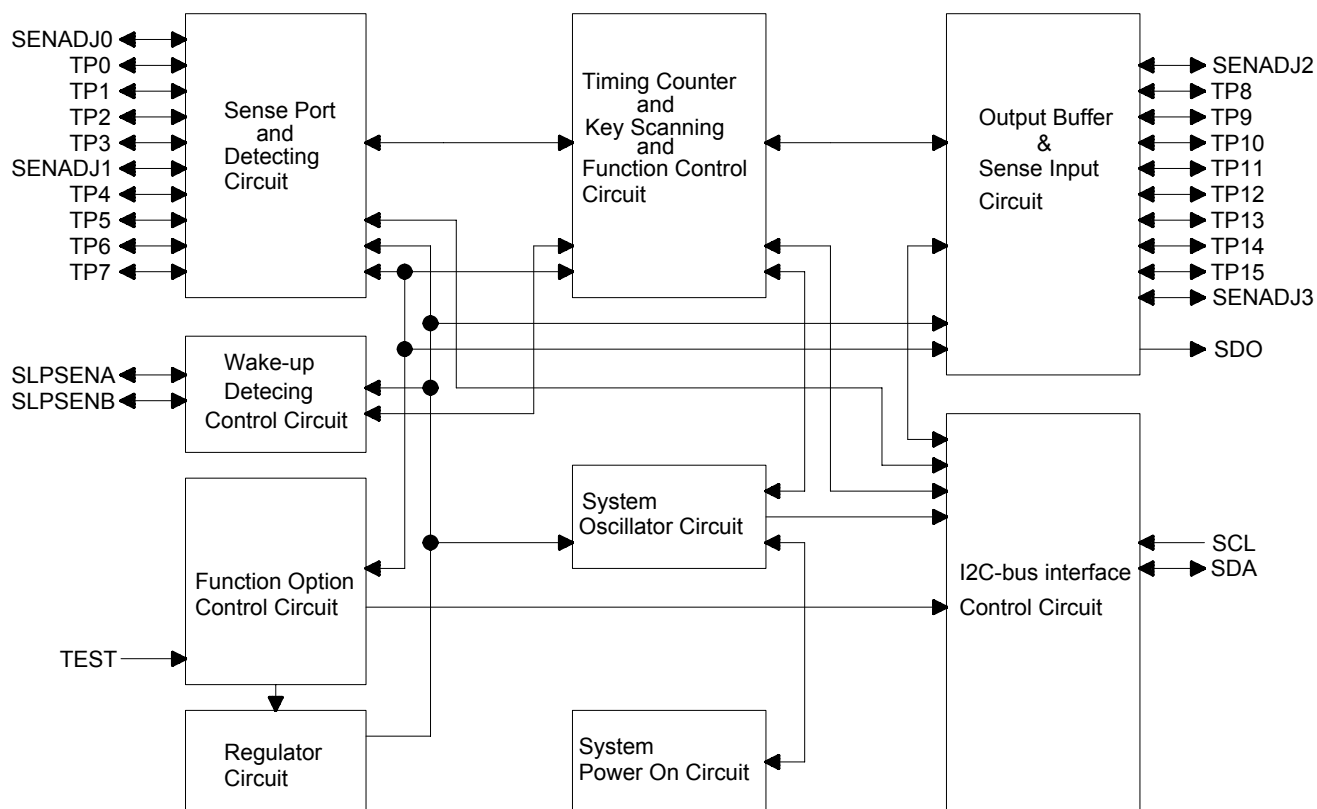 SENADJ0
TP0
TP1
TP2
TP3
SENADJ1
TP4
TP5
TP6
TP7
Sense Port
and
Detecting
Circuit
Timing Counter
and
Key Scanning
and
Function Control
Circuit
Output Buffer
&
Sense Input
Circuit
SENADJ2
TP8
TP9
TP10
TP11
TP12
TP13
TP14
TP15
SENADJ3
SDO
SLPSENA
SLPSENB
Wake-up
Detecing
Control Circuit
System
Oscillator Circuit
Function Option
Control Circuit
I2C-bus interface
Control Circuit
SCL
SDA
TEST
Regulator
Circuit
System
Power On Circuit